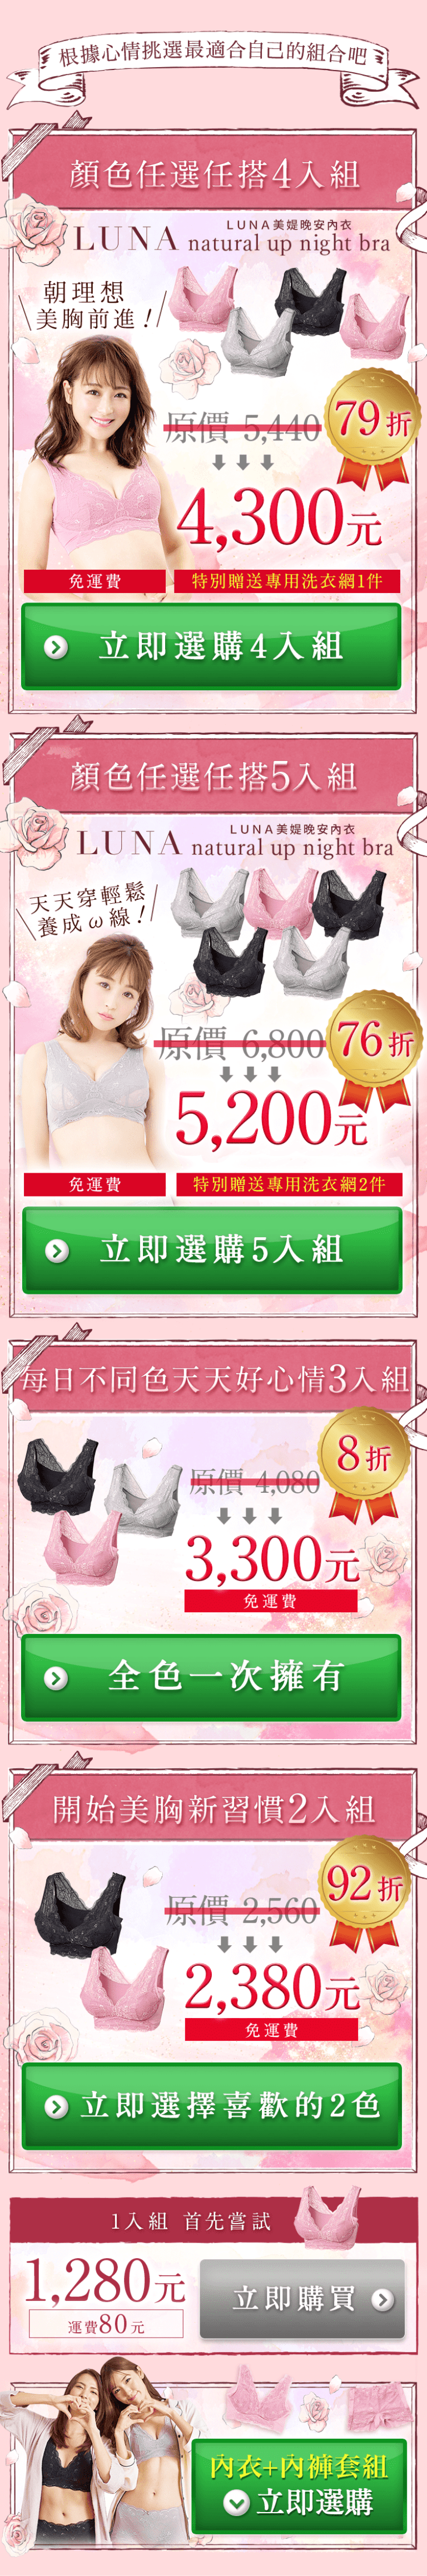 根據心情挑選最適合自己的組合吧
顏色任選任搭4入組
LUNA美媞晚安內衣
LUNA natural up night bra
朝理想
美胸前進!
原價 5,440
79折
4,300元
免運費
特別贈送專用洗衣網1件
立即選購4入組
顏色任選任搭5入組
LUNA美媞晚安內衣
LUNA natural up night bra
天天穿輕鬆
養成ω線!
原價 6,800
76折
5,200元
免運費
特別贈送專用洗衣網2件
立即選購5入組
每日不同色天天好心情3入組
8折
原價 4,080
3,300元
免運費
全色一次擁有
開始美胸新習慣2入組
92折
原價 2,560
2,380元
免運費
立即選擇喜歡的2色
1入組 首先嘗試
1,280元
運費80元
立即購買
內衣+內褲套組
立即選購